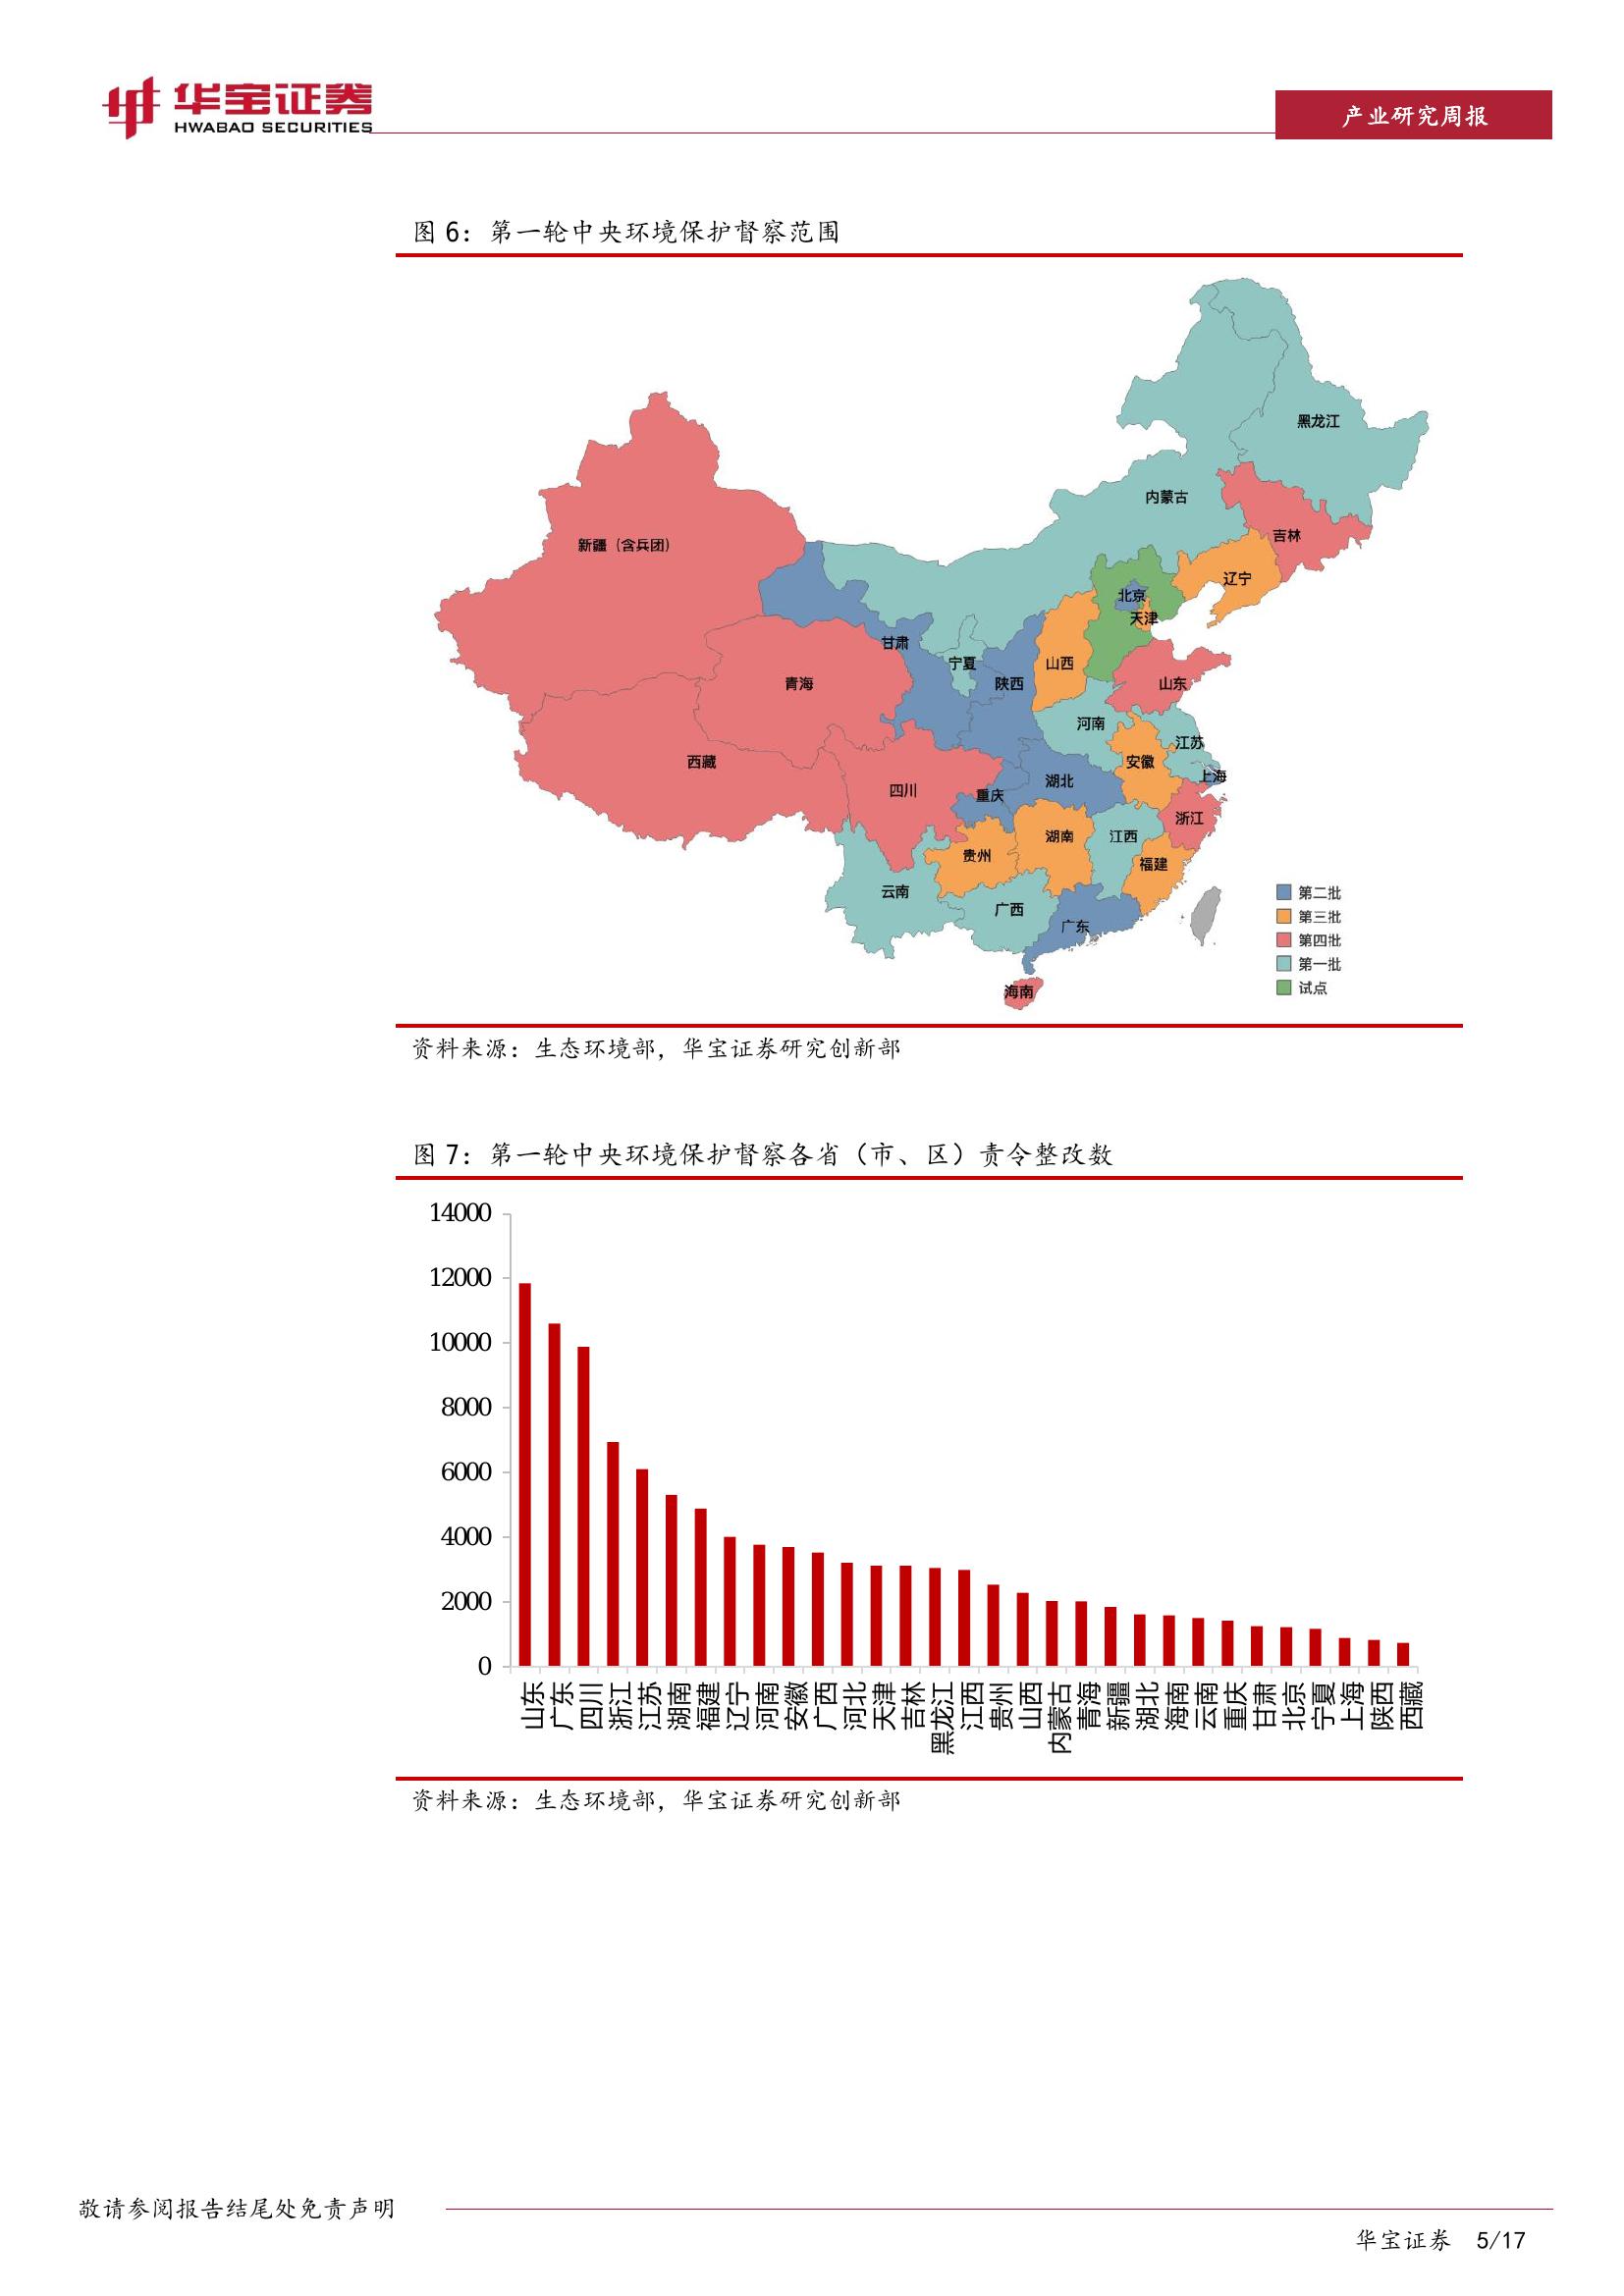 华宝证券
HWABAO SECURITIES
产业研究周报
图 6：第一轮中央环境保护督察范围
黑龙江
内蒙古
吉林
新疆（含兵团）
辽宁
北京
天津
甘肃
宁夏
山西
陕西
青海
山东
河南
江苏
西藏
安徽
上海
湖北
四川
重庆
浙江
湖南
江西
贵州
福建
云南
广西
广东
海南
第二批
第三批
第四批
第一批
试点
资料来源：生态环境部，华宝证券研究创新部
图 7：第一轮中央环境保护督察各省（市、区）责令整改数
14000
12000
10000
8000
6000
4000
2000
0
山东
广东
四川
浙江
江苏
湖南
福建
辽宁
河南
安徽
广西
河北
天津
吉林
黑龙江
江西
贵州
山西
内蒙古
青海
新疆
湖北
海南
云南
重庆
甘肃
北京
宁夏
上海
陕西
西藏
资料来源：生态环境部，华宝证券研究创新部
敬请参阅报告结尾处免责声明
华宝证券 5/17